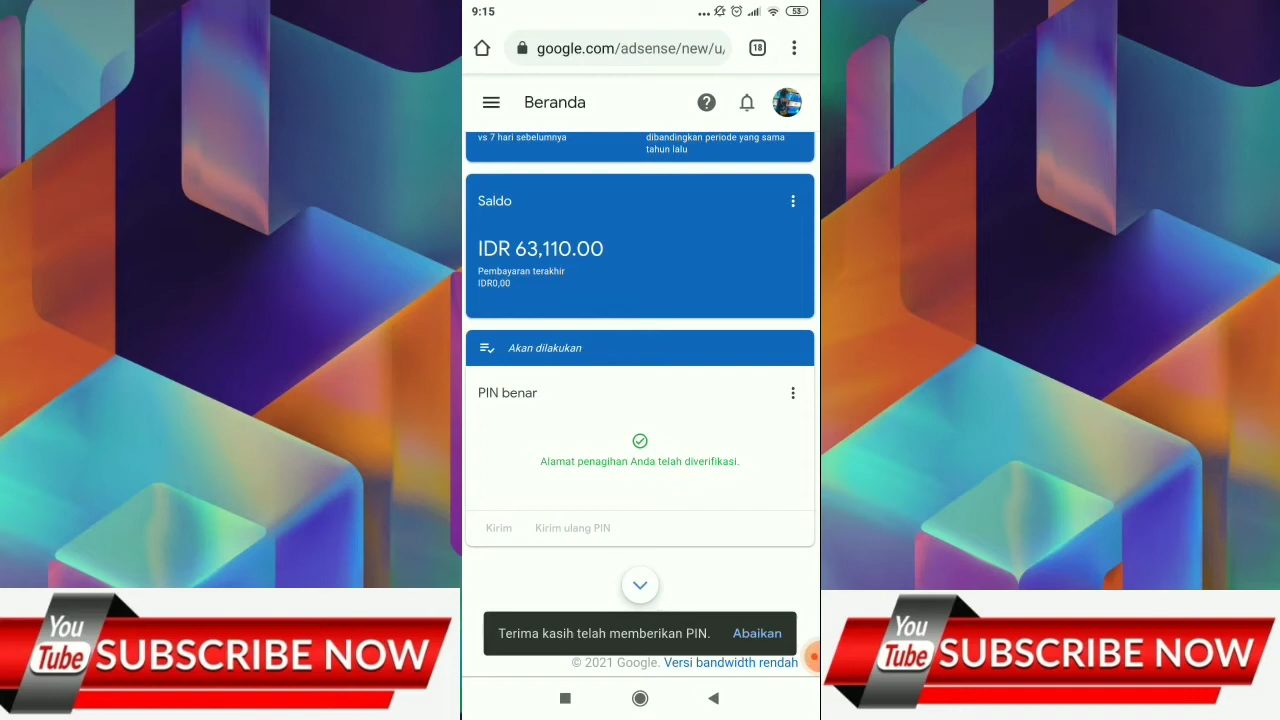 9:15
53
google.com/adsense/new/u/
18
Beranda
vs 7 hari sebelumnya
dibandingkan periode yang sama
tahun lalu
Saldo
IDR 63,110.00
Pembayaran terakhir
IDR0,00
Akan dilakukan
PIN benar
Alamat penagihan Anda telah diverifikasi.
Kirim
Kirim ulang PIN
Terima kasih telah memberikan PIN.
Abaikan
© 2021 Google. Versi bandwidth rendah
You
Tube
SUBSCRIBE NOW
You
Tube
SUBSCRIBE NOW